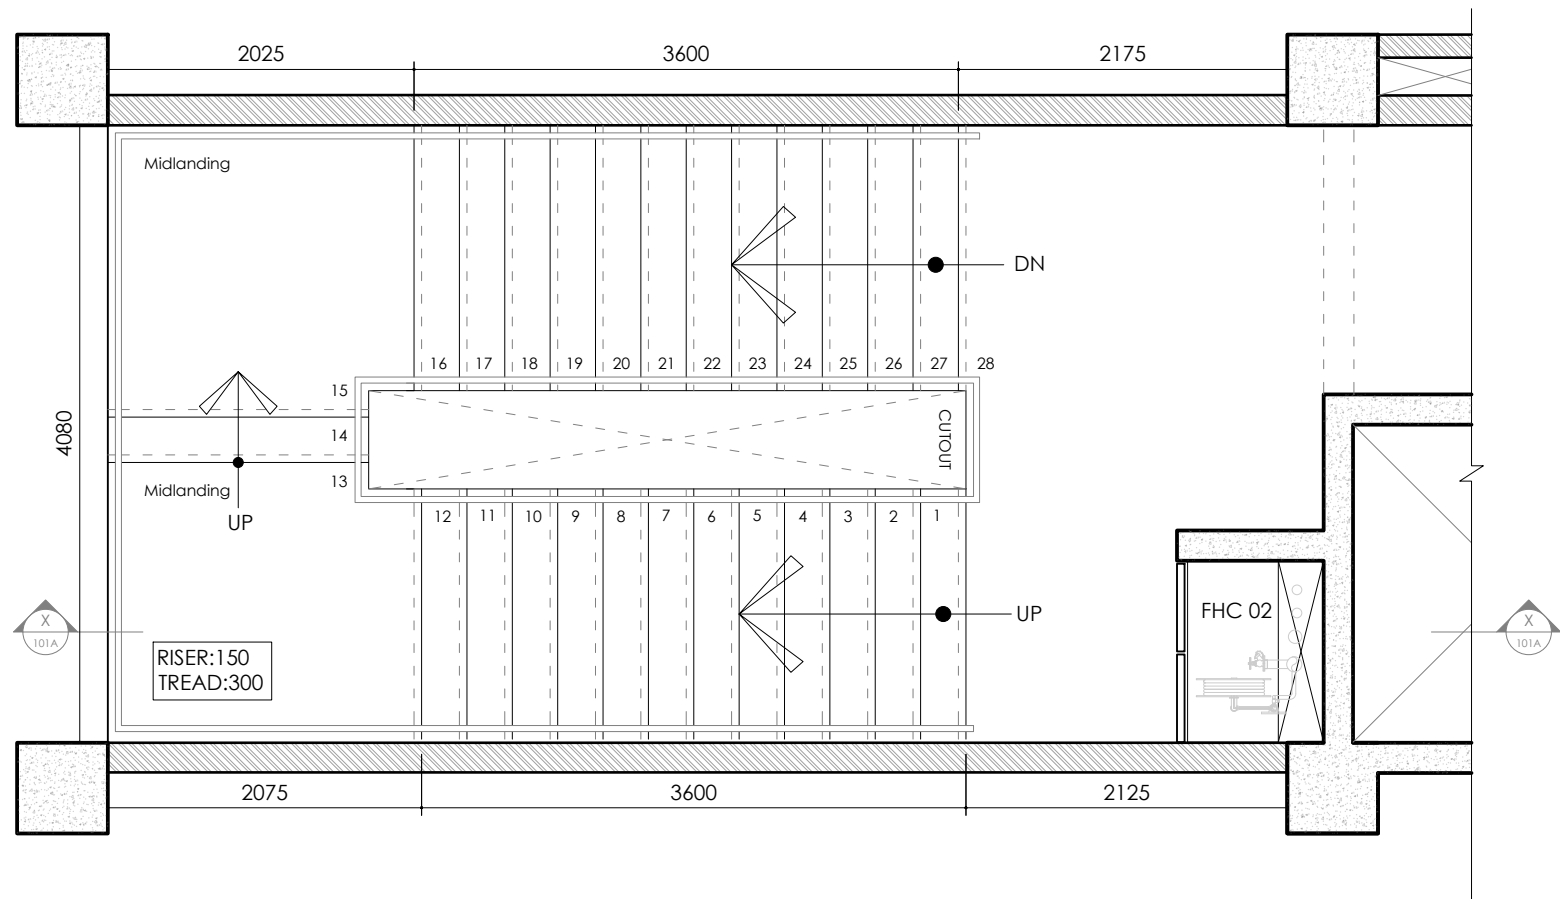 2025
3600
2175
Midlanding
DN
16 17 18 19 20 21 22 23 24 25 26 27 28
15
4080
14
CUTOUT
13
Midlanding
UP
12 11 10 9 8 7 6 5 4 3 2 1
UP
FHC 02
X
101A
X
101A
RISER:150
TREAD:300
2075
3600
2125